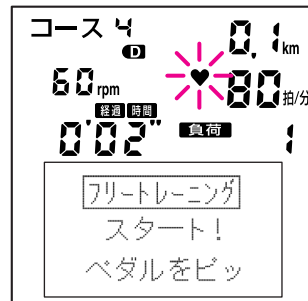 コース 4
D
0.1km
60rpm
♥80拍/分
経過 時間
0'02"
負荷
1
フリートレーニング
スタート!
ペダルをピッ